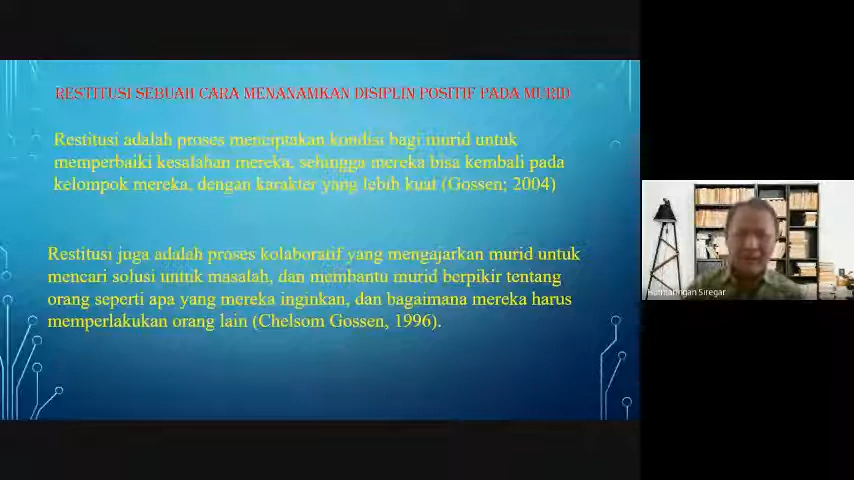 RESTITUSI SEBUAH CARA MENANAMKAN DISIPLIN POSITIF PADA MURID
Restitusi adalah proses menciptakan kondisi bagi murid untuk
memperbaiki kesalahan mereka, sehingga mereka bisa kembali pada
kelompok mereka, dengan karakter yang lebih kuat (Gossen; 2004)
Restitusi juga adalah proses kolaboratif yang mengajarkan murid untuk
mencari solusi untuk masalah, dan membantu murid berpikir tentang
orang seperti apa yang mereka inginkan, dan bagaimana mereka harus
memperlakukan orang lain (Chelsom Gossen, 1996).
Siregar